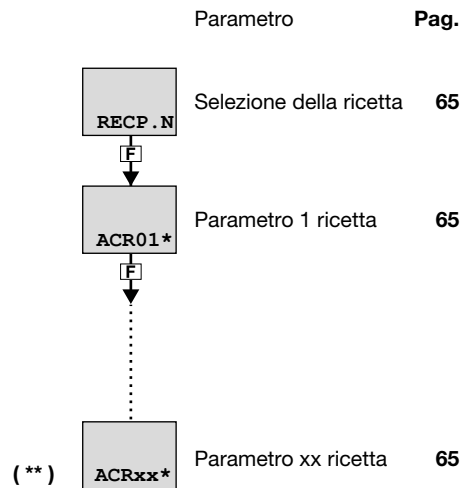 Parametro Pag.
Selezione della ricetta 65
RECP.N
F
Parametro 1 ricetta 65
ACR01*
F
Parametro xx ricetta 65
( ** ) ACRxx*